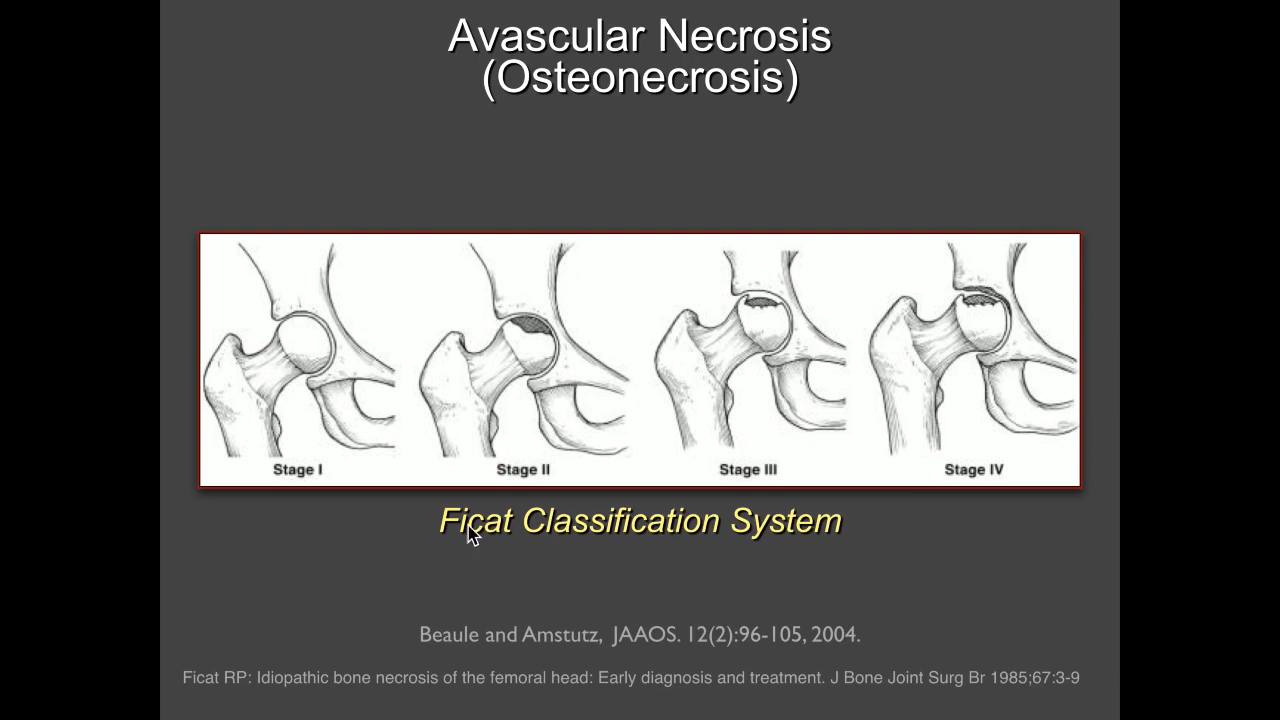 Avascular Necrosis
(Osteonecrosis)
Stage I
Stage II
Stage III
Stage IV
Ficat Classification System
Beaule and Amstutz, JAAOS. 12(2):96-105, 2004.
Ficat RP: Idiopathic bone necrosis of the femoral head: Early diagnosis and treatment. J Bone Joint Surg Br 1985;67:3-9